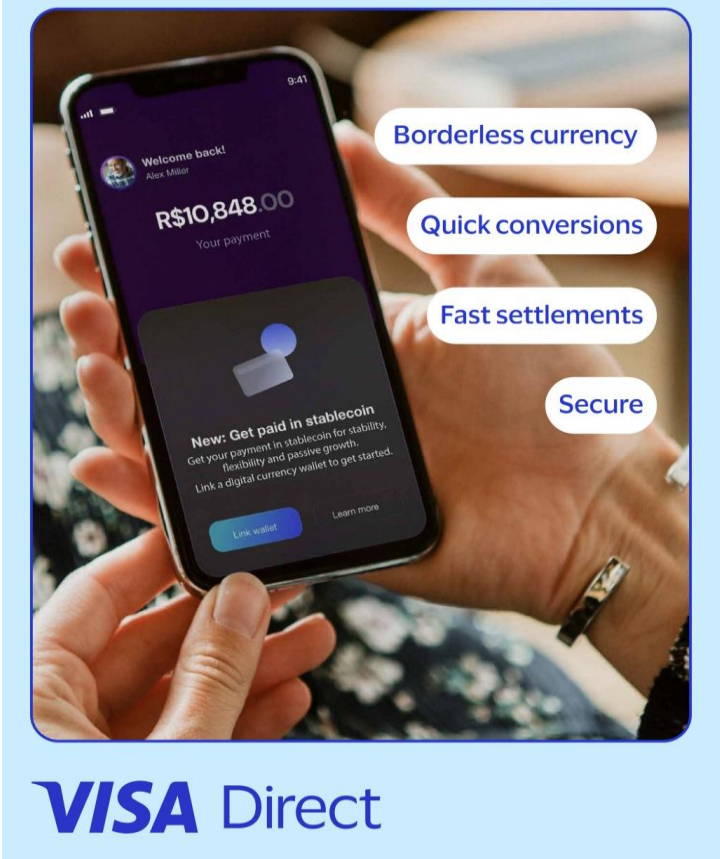 9:41
Welcome back!
Alex Miller
R$10,848.00
Your payment
New: Get paid in stablecoin
Get your payment in stablecoin for stability,
flexibility and passive growth.
Link a digital currency wallet to get started.
Link wallet
Learn more
Borderless currency
Quick conversions
Fast settlements
Secure
VISA Direct